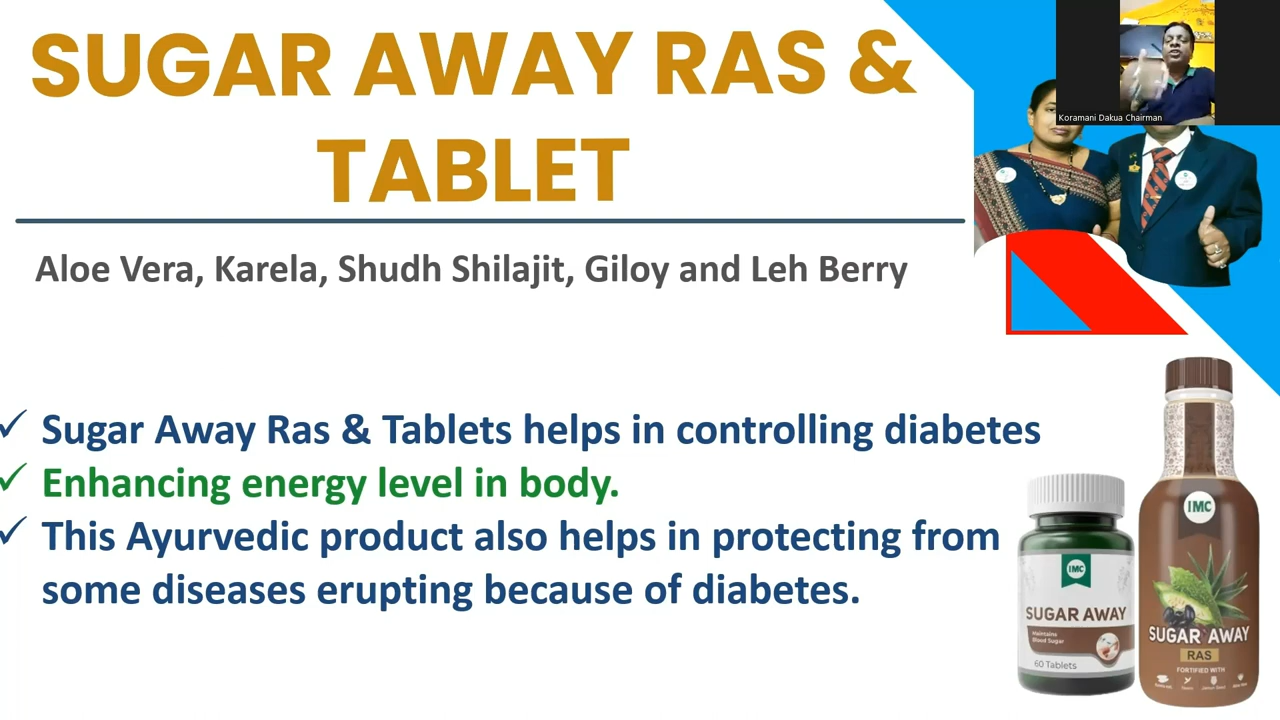 SUGAR AWAY RAS &
TABLET
Koramani Dakua Chairman
Aloe Vera, Karela, Shudh Shilajit, Giloy and Leh Berry
✓ Sugar Away Ras & Tablets helps in controlling diabetes
✓ Enhancing energy level in body.
✓ This Ayurvedic product also helps in protecting from
some diseases erupting because of diabetes.
IMC
SUGAR AWAY
Maintains
Blood Sugar
60 Tablets
IMC
SUGAR AWAY
RAS
FORTIFIED WITH